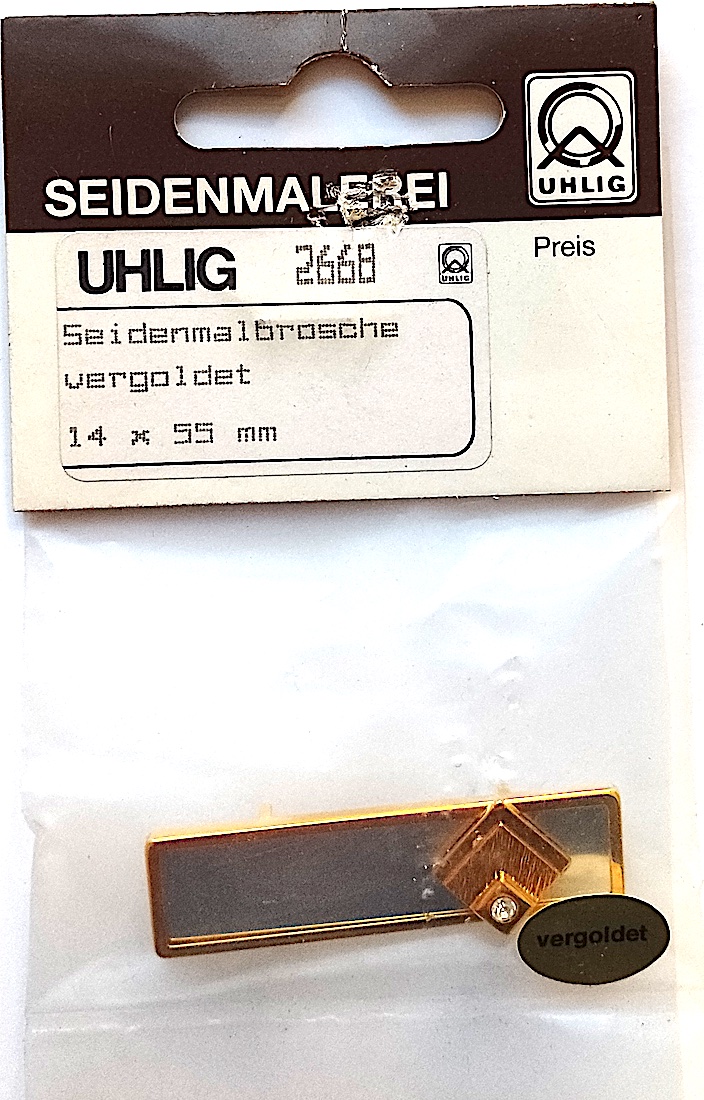 UHLIG
SEIDENMALEREI
UHLIG 2668 UHLIG
Preis
Seidenmalbrosche
vergoldet
14 x 55 mm
vergoldet